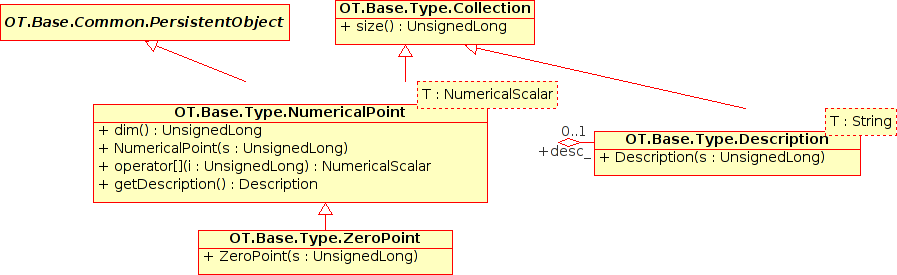 OT.Base.Common.PersistentObject
OT.Base.Type.Collection
+ size() : UnsignedLong
T : NumericalScalar
OT.Base.Type.NumericalPoint
+ dim() : UnsignedLong
+ NumericalPoint(s : UnsignedLong)
+ operator[](i : UnsignedLong) : NumericalScalar
+ getDescription() : Description
0..1
+desc_
T : String
OT.Base.Type.Description
+ Description(s : UnsignedLong)
OT.Base.Type.ZeroPoint
+ ZeroPoint(s : UnsignedLong)